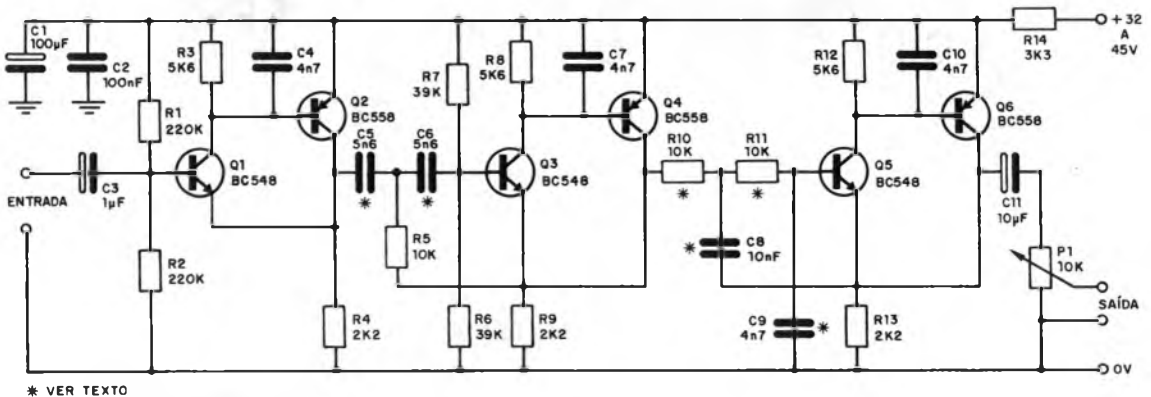 C1
100µF
C2
100nF
R1
220K
R2
220K
ENTRADA
C3
1µF
R3
5K6
C4
4n7
Q1
BC548
Q2
BC558
R4
2K2
C5
5n6
*
C6
5n6
*
R5
10K
R7
39K
R6
39K
R8
5K6
C7
4n7
Q3
BC548
Q4
BC558
R9
2K2
R10
10K
*
R11
10K
*
C8
10nF
*
C9
4n7
*
R12
5K6
C10
4n7
Q5
BC548
Q6
BC558
R13
2K2
C11
10µF
R14
3K3
+32
A
45V
P1
10K
SAÍDA
0V
* VER TEXTO